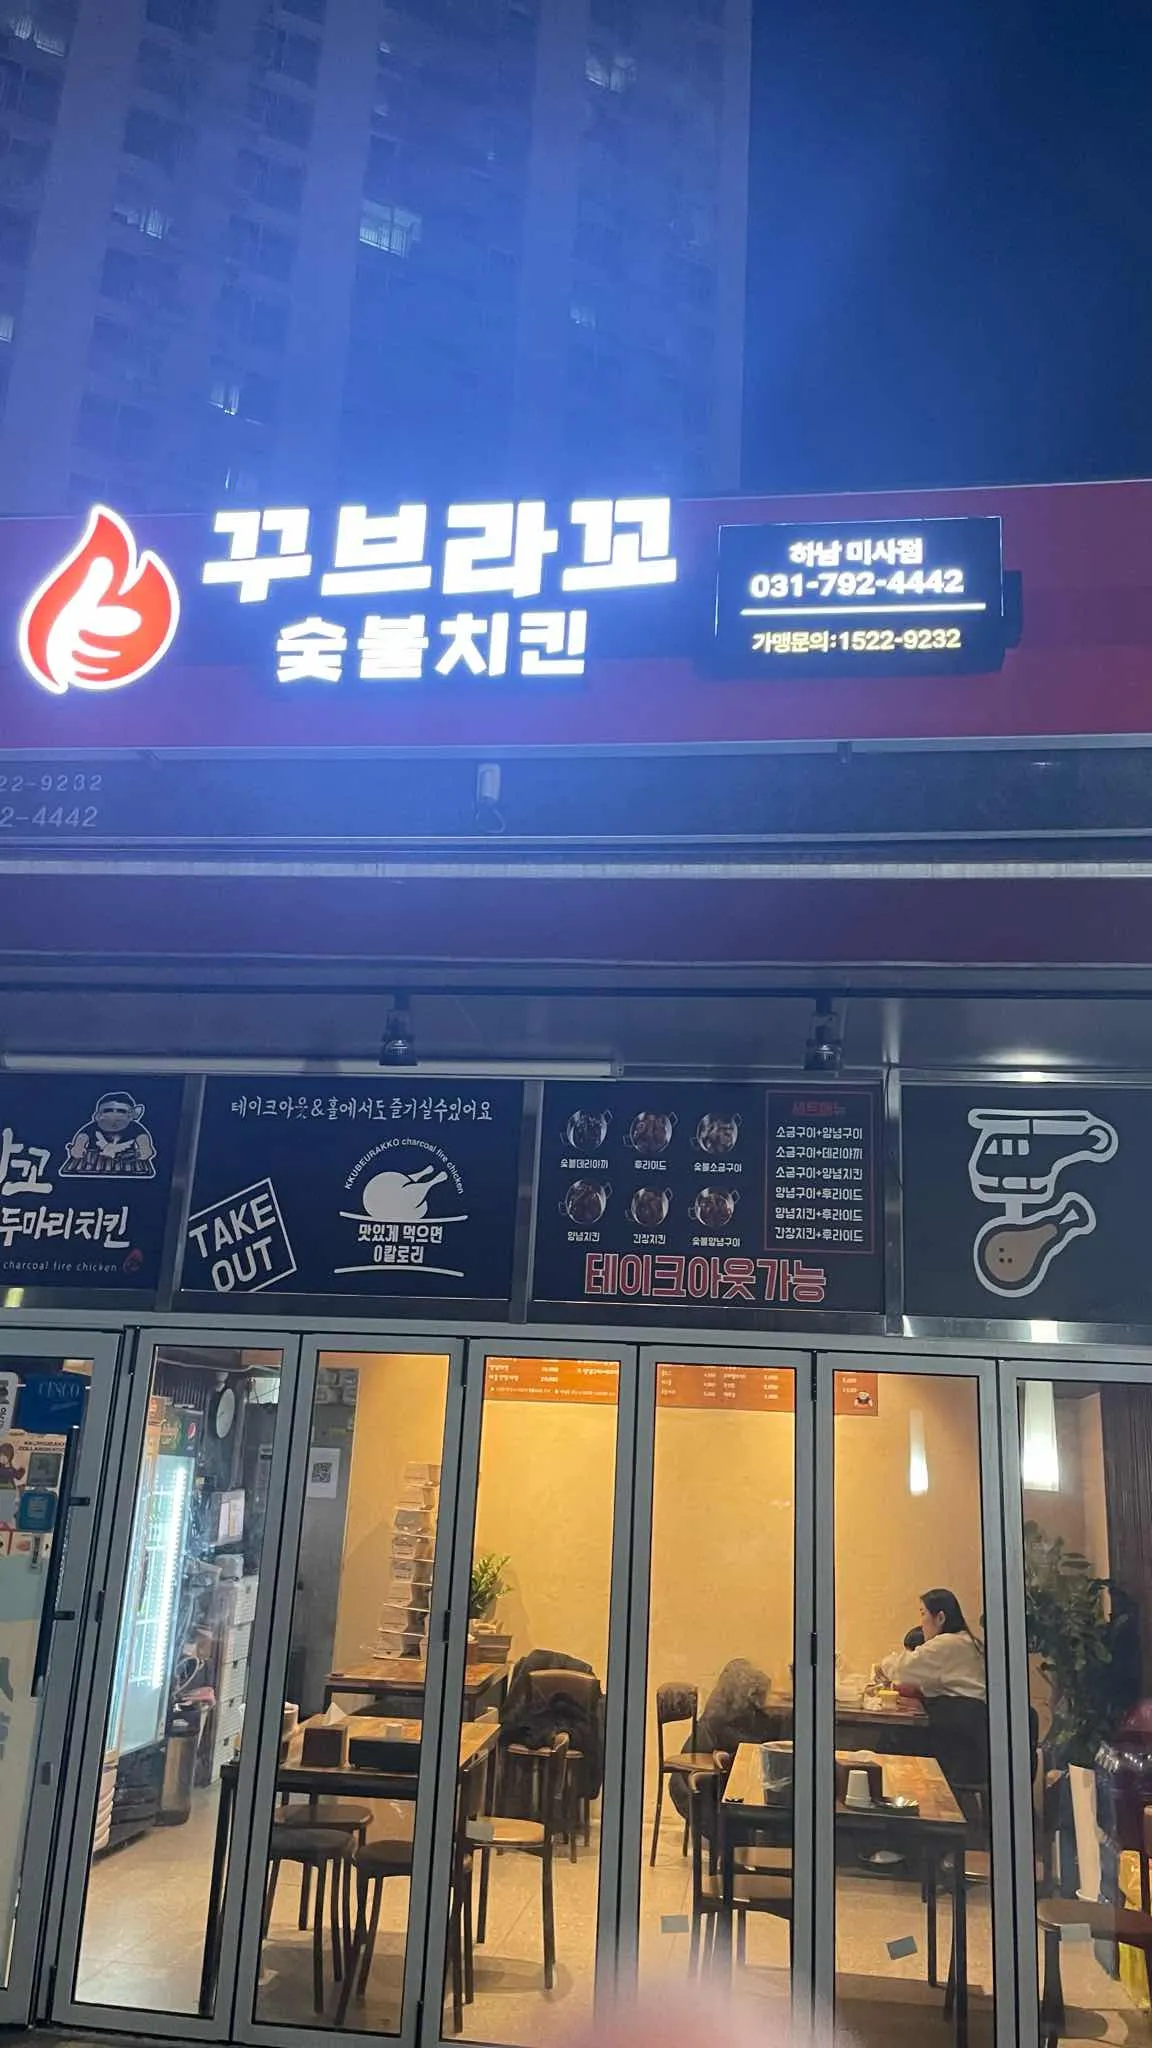 꾸브라꼬
숯불치킨
하남 미사점
031-792-4442
가맹문의:1522-9232
22-9232
2-4442
꼬
두마리치킨
charcoal fire chicken
테이크아웃&홀에서도즐기실수있어요
TAKE
OUT
KKUBEURAKKO charcoal fire chicken
맛있게 먹으면
0칼로리
숯불데리야끼
후라이드
숯불소금구이
양념치킨
간장치킨
숯불양념구이
테이크아웃가능
세트메뉴
소금구이+양념구이
소금구이+데리야끼
소금구이+양념치킨
양념구이+후라이드
양념치킨+후라이드
간장치킨+후라이드